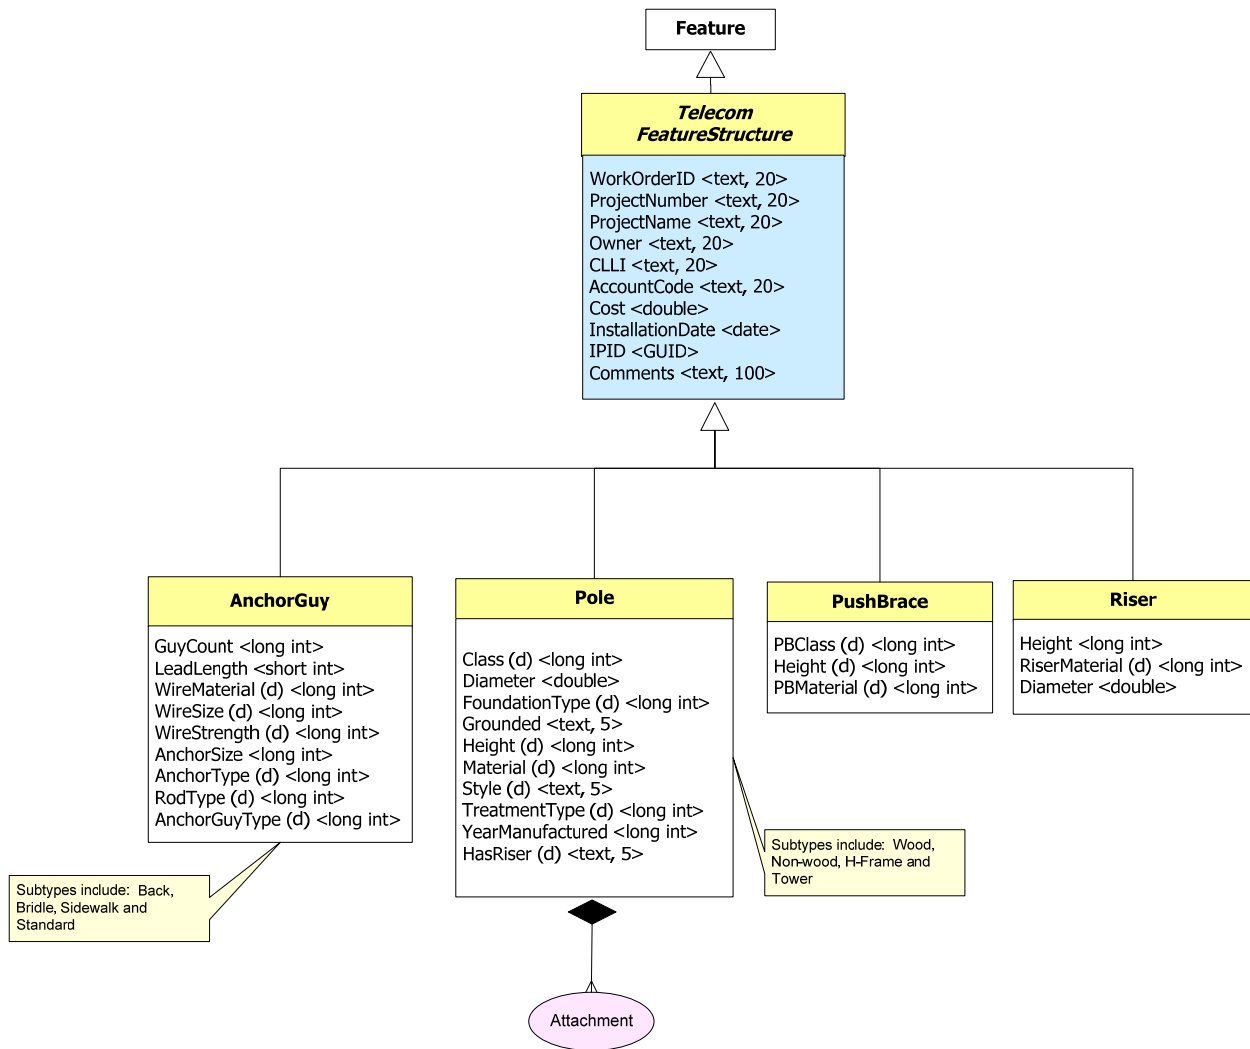 Feature
Telecom
FeatureStructure
WorkOrderID <text, 20>
ProjectNumber <text, 20>
ProjectName <text, 20>
Owner <text, 20>
CLLI <text, 20>
AccountCode <text, 20>
Cost <double>
InstallationDate <date>
IPID <GUID>
Comments <text, 100>
AnchorGuy
GuyCount <long int>
LeadLength <short int>
WireMaterial (d) <long int>
WireSize (d) <long int>
WireStrength (d) <long int>
AnchorSize <long int>
AnchorType (d) <long int>
RodType (d) <long int>
AnchorGuyType (d) <long int>
Pole
Class (d) <long int>
Diameter <double>
FoundationType (d) <long int>
Grounded <text, 5>
Height (d) <long int>
Material (d) <long int>
Style (d) <text, 5>
TreatmentType (d) <long int>
YearManufactured <long int>
HasRiser (d) <text, 5>
PushBrace
PBClass (d) <long int>
Height (d) <long int>
PBMaterial (d) <long int>
Riser
Height <long int>
RiserMaterial (d) <long int>
Diameter <double>
Subtypes include: Wood,
Non-wood, H-Frame and
Tower
Subtypes include: Back,
Bridle, Sidewalk and
Standard
Attachment